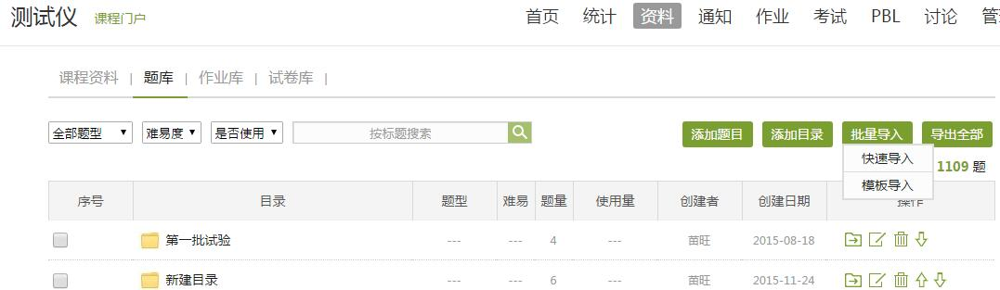 测试仪 课程门户 首页 统计 资料 通知 作业 考试 PBL 讨论
课程资料 | 题库 | 作业库 | 试卷库 |
全部题型 难易度 是否使用 按标题搜索 添加题目 添加目录 批量导入 导出全部
快速导入 1109 题
模板导入
序号 目录 题型 难易 题量 使用量 创建者 创建日期 操作
第一批试验 --- --- 4 --- 苗旺 2015-08-18
新建目录 --- --- 6 --- 苗旺 2015-11-24